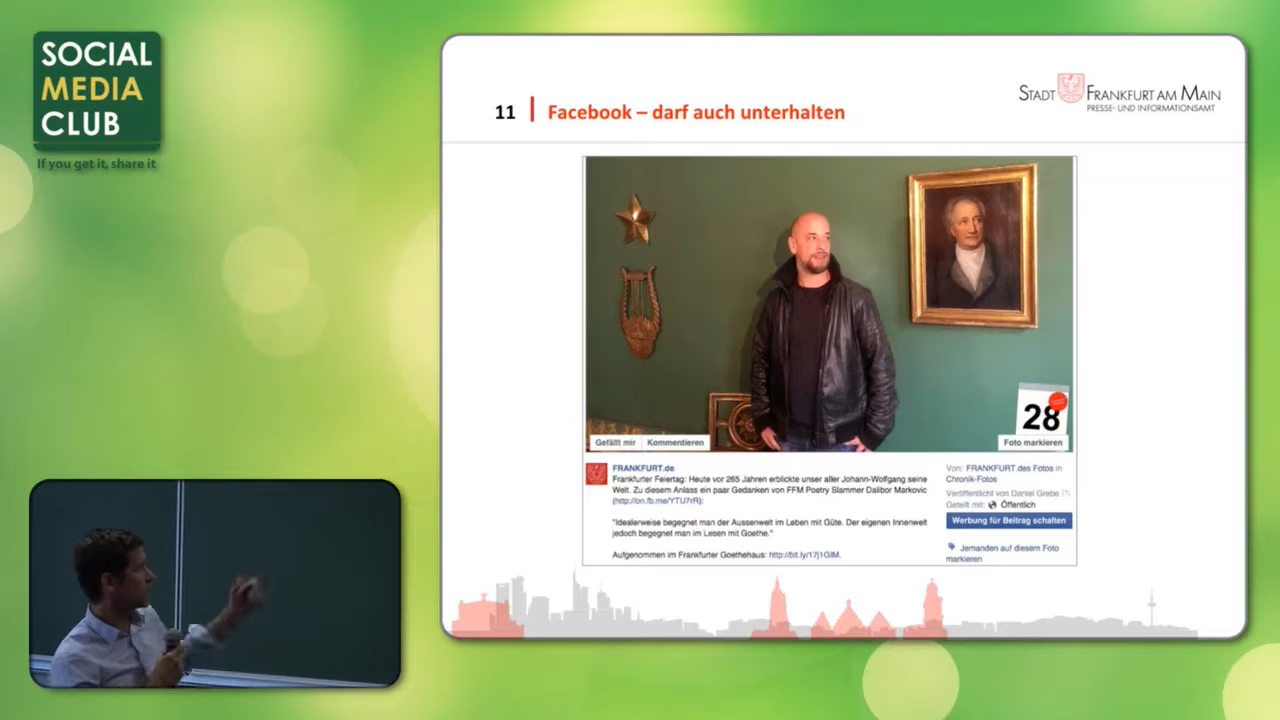 SOCIAL
MEDIA
CLUB
If you get it, share it
STADT FRANKFURT AM MAIN
PRESSE- UND INFORMATIONSAMT
11 Facebook – darf auch unterhalten
28
Gefällt mir Kommentieren
Foto markieren
FRANKFURT.de
Frankfurter Feiertag: Heute vor 265 Jahren erblickte unser aller Johann-Wolfgang seine
Welt. Zu diesem Anlass ein paar Gedanken von FFM Poetry Slammer Dalibor Markovic
(http://on.fb.me/YTU7rR):
"Idealerweise begegnet man der Aussenwelt im Leben mit Güte. Der eigenen Innenwelt
jedoch begegnet man im Lesen mit Goethe."
Aufgenommen im Frankfurter Goethehaus: http://bit.ly/17j1GIM.
Von: FRANKFURT.des Fotos in
Chronik-Fotos
Veröffentlicht von Daniel Grebe
Geteilt mit: Öffentlich
Werbung für Beitrag schalten
Jemanden auf diesem Foto
markieren